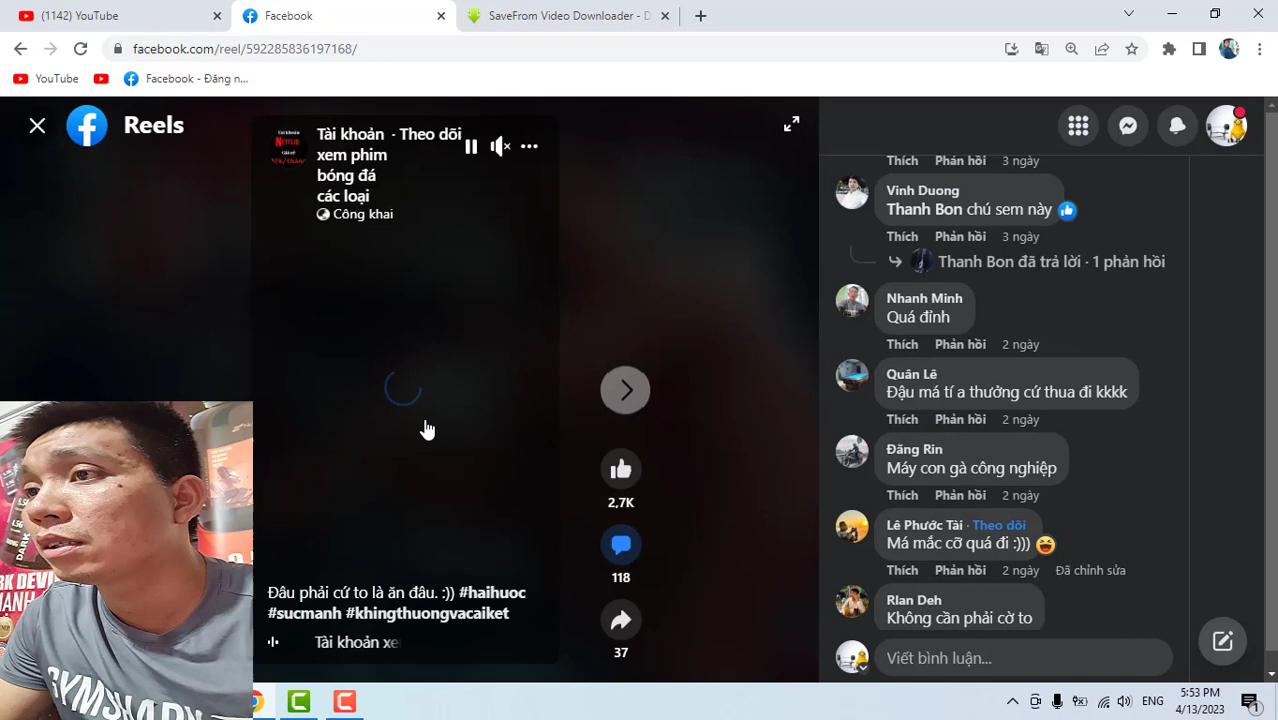 (1142) YouTube
Facebook
SaveFrom Video Downloader - D
facebook.com/reel/592285836197168/
YouTube
Facebook - Đăng n...
Reels
Tài khoản · Theo dõi
xem phim
bóng đá
các loại
Công khai
Đâu phải cứ to là ăn đâu. :)) #haihuoc
#sucmanh #khingthuongvacaiket
Tài khoản xe
2,7K
118
37
Thích Phản hồi 3 ngày
Vinh Duong
Thanh Bon chú sem này
Thích Phản hồi 3 ngày
Thanh Bon đã trả lời · 1 phản hồi
Nhanh Minh
Quá đỉnh
Thích Phản hồi 2 ngày
Quân Lê
Đậu má tí a thưởng cứ thua đi kkkk
Thích Phản hồi 2 ngày
Đăng Rin
Máy con gà công nghiệp
Thích Phản hồi 2 ngày
Lê Phước Tài · Theo dõi
Má mắc cỡ quá đi :)))
Thích Phản hồi 2 ngày Đã chỉnh sửa
Rlan Deh
Không cần phải cờ to
Viết bình luận...
GYMSHARK
ENG
5:53 PM
4/13/2023
1